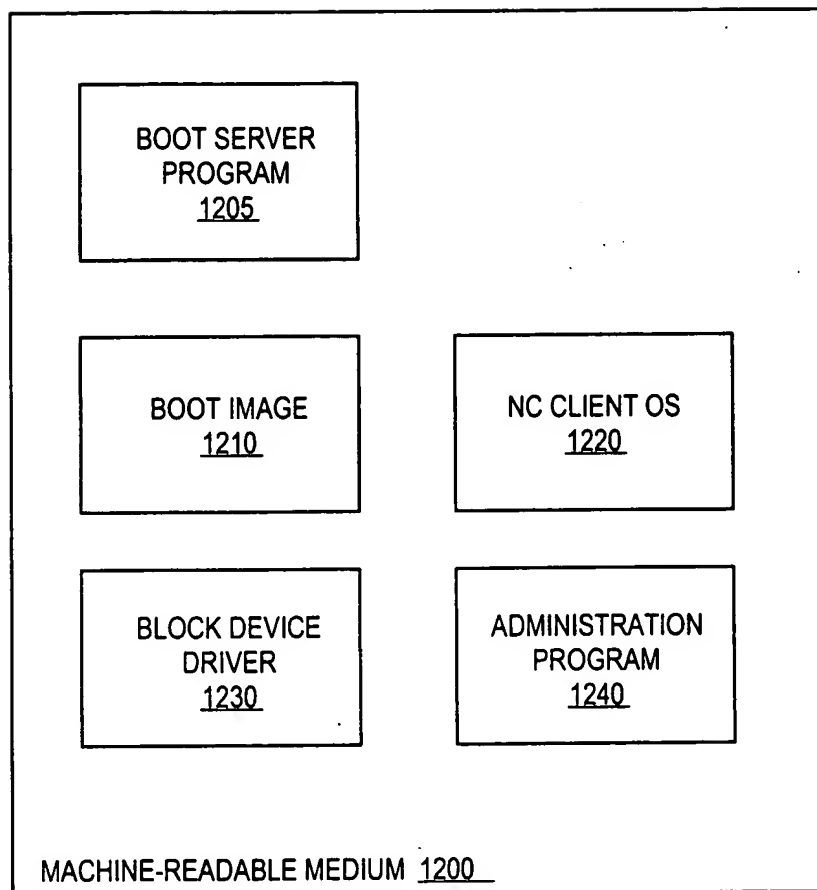 BOOT SERVER
PROGRAM
1205
BOOT IMAGE
1210
NC CLIENT OS
1220
BLOCK DEVICE
DRIVER
1230
ADMINISTRATION
PROGRAM
1240
MACHINE-READABLE MEDIUM 1200